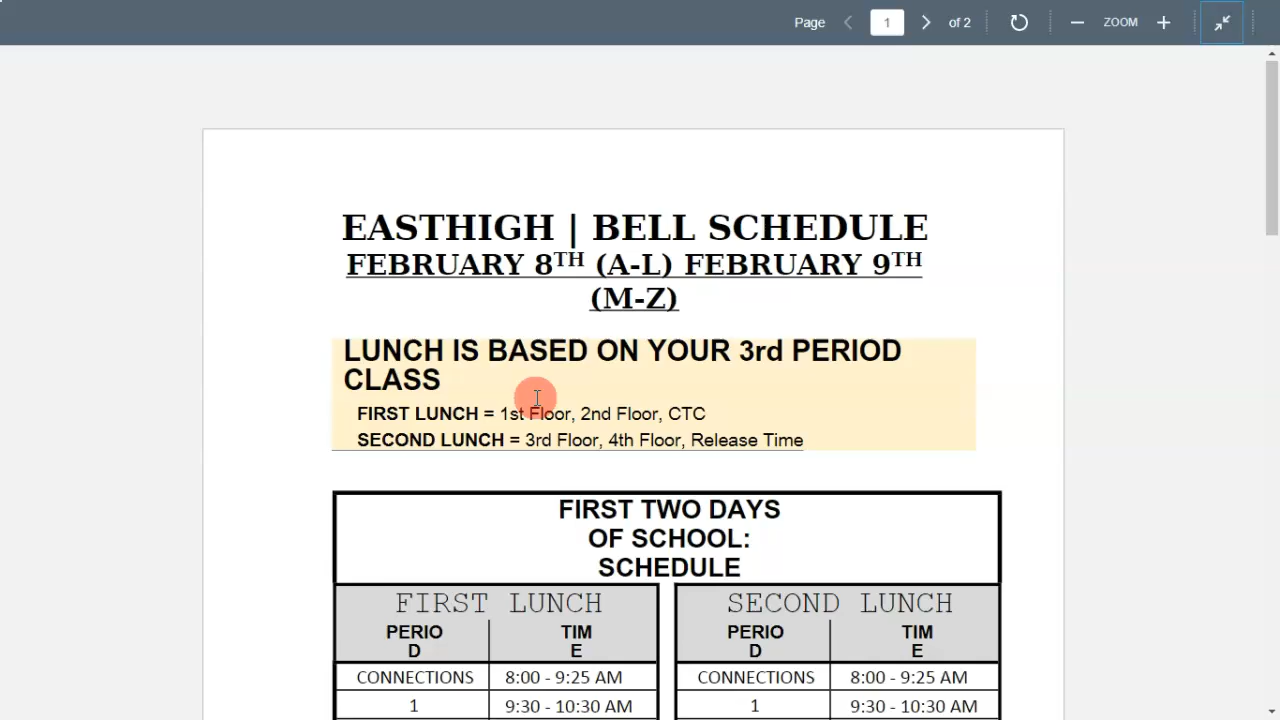 Page 1 of 2 ZOOM
EASTHIGH | BELL SCHEDULE
FEBRUARY 8TH (A-L) FEBRUARY 9TH
(M-Z)
LUNCH IS BASED ON YOUR 3rd PERIOD
CLASS
FIRST LUNCH = 1st Floor, 2nd Floor, CTC
SECOND LUNCH = 3rd Floor, 4th Floor, Release Time
FIRST TWO DAYS
OF SCHOOL:
SCHEDULE
FIRST LUNCH SECOND LUNCH
PERIO TIM PERIO TIM
D E D E
CONNECTIONS 8:00 - 9:25 AM CONNECTIONS 8:00 - 9:25 AM
1 9:30 - 10:30 AM 1 9:30 - 10:30 AM